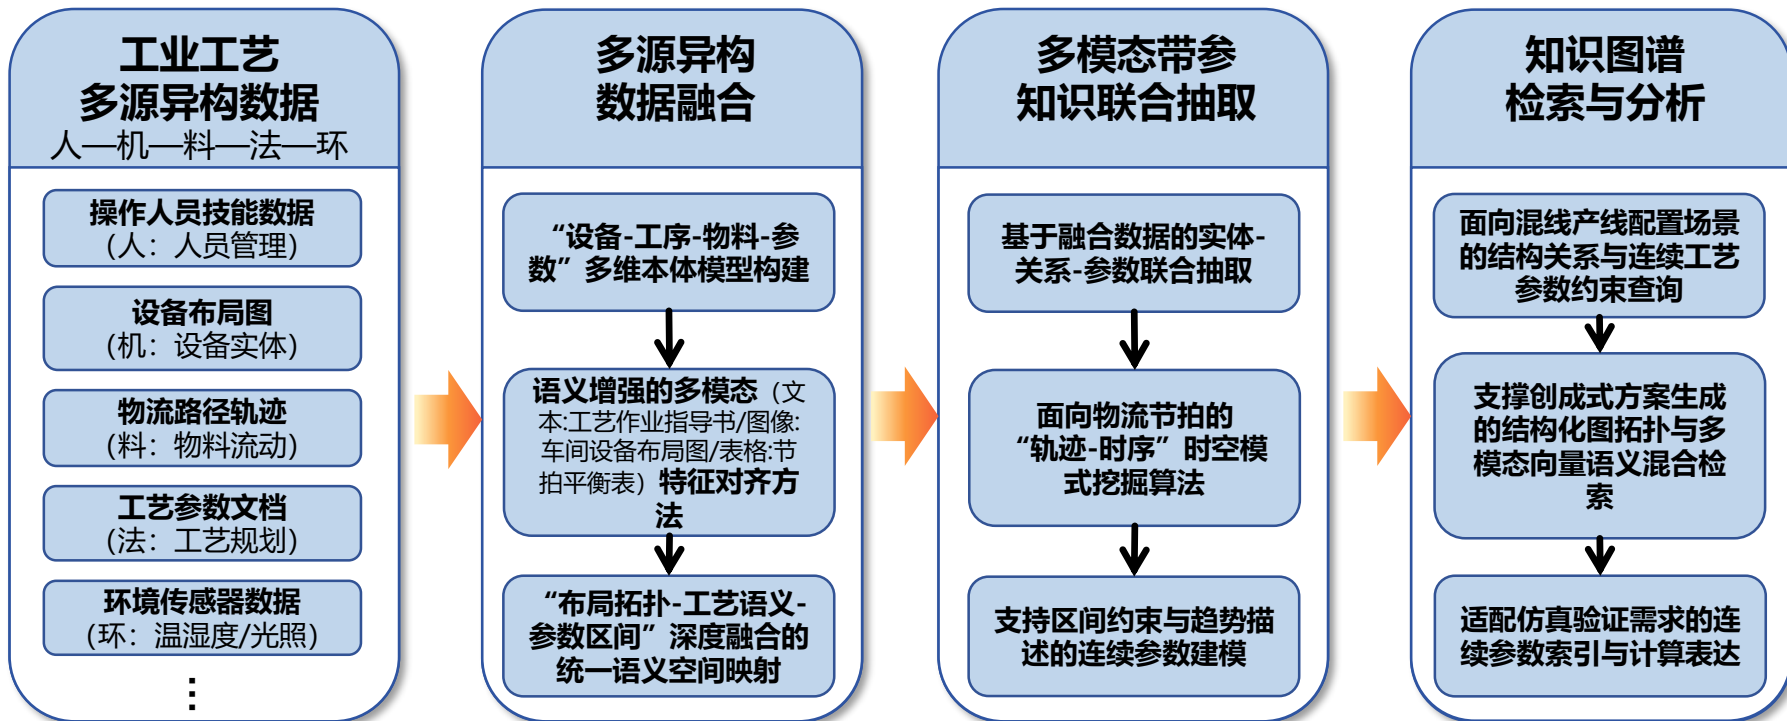 工业工艺
多源异构数据
人—机—料—法—环
操作人员技能数据
(人：人员管理)
设备布局图
(机：设备实体)
物流路径轨迹
(料：物料流动)
工艺参数文档
(法：工艺规划)
环境传感器数据
(环：温湿度/光照)
⋮
多源异构
数据融合
“设备-工序-物料-参
数”多维本体模型构建
语义增强的多模态（文
本:工艺作业指导书/图像:
车间设备布局图/表格:节
拍平衡表）特征对齐方
法
“布局拓扑-工艺语义-
参数区间”深度融合的
统一语义空间映射
多模态带参
知识联合抽取
基于融合数据的实体-
关系-参数联合抽取
面向物流节拍的
“轨迹-时序”时空模
式挖掘算法
支持区间约束与趋势描
述的连续参数建模
知识图谱
检索与分析
面向混线产线配置场景
的结构关系与连续工艺
参数约束查询
支撑创成式方案生成
的结构化图拓扑与多
模态向量语义混合检
索
适配仿真验证需求的连
续参数索引与计算表达